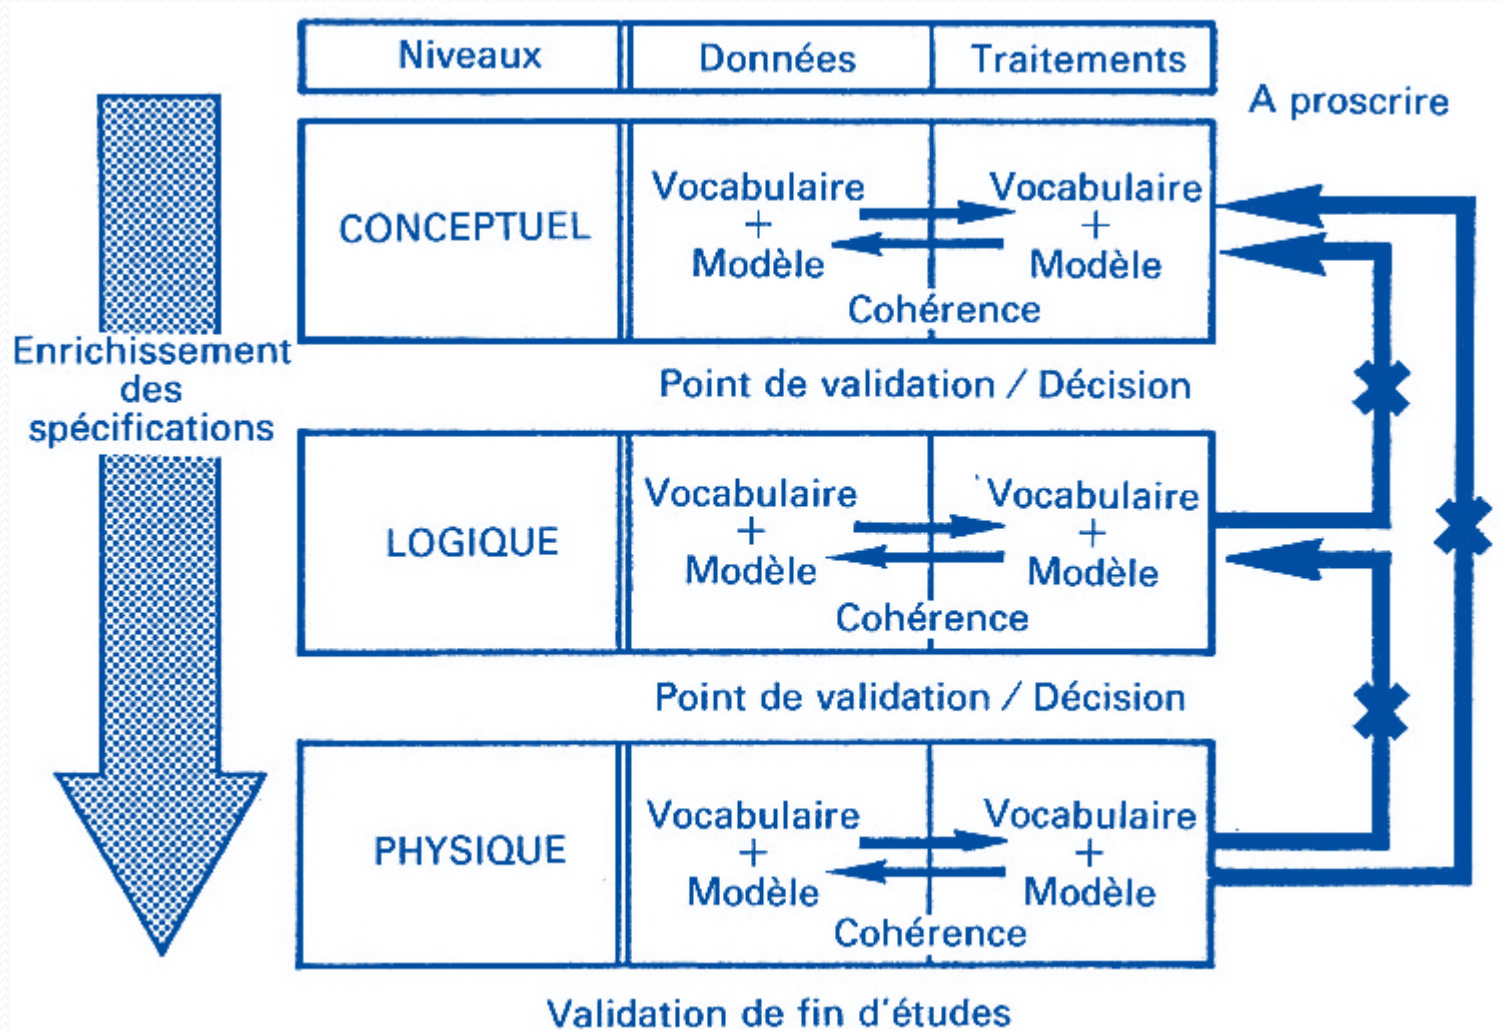 Niveaux
Données
Traitements
A proscrire
CONCEPTUEL
Vocabulaire
+
Modèle
Vocabulaire
+
Modèle
Cohérence
Enrichissement
des
spécifications
Point de validation / Décision
LOGIQUE
Vocabulaire
+
Modèle
Vocabulaire
+
Modèle
Cohérence
Point de validation / Décision
PHYSIQUE
Vocabulaire
+
Modèle
Vocabulaire
+
Modèle
Cohérence
Validation de fin d'études